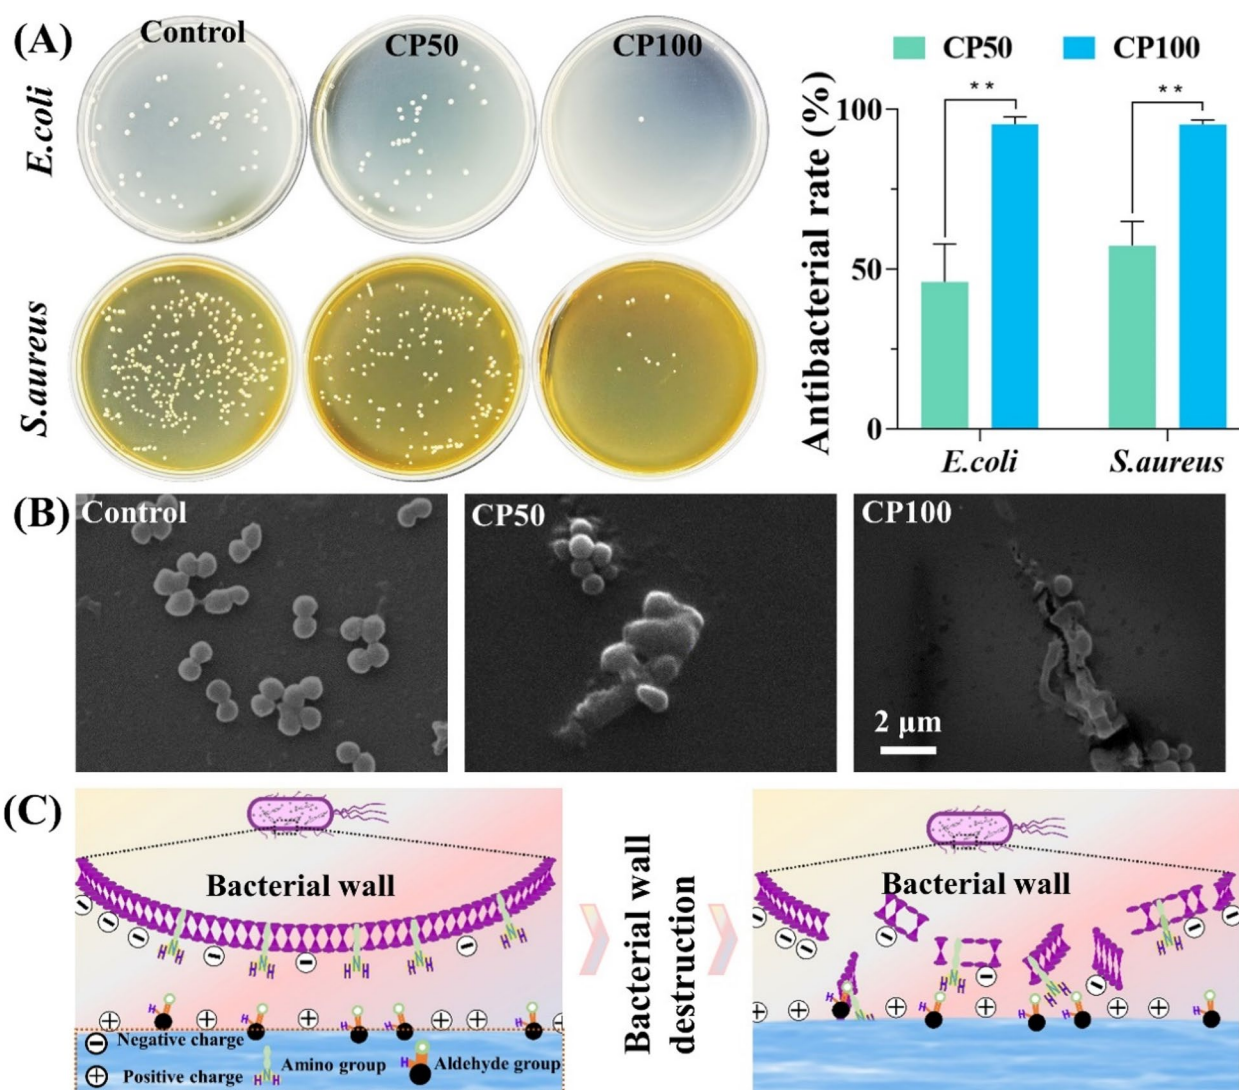 (A)
Control
CP50
CP100
E.coli
S.aureus
CP50
CP100
Antibacterial rate (%)
100
50
0
**
**
E.coli
S.aureus
(B)
Control
CP50
CP100
2 μm
(C)
Bacterial wall
H N H
H N H
H N H
H N H
H N H
H
H
H
H
H
Negative charge
Amino group
H N H
Aldehyde group
H
Positive charge
Bacterial wall
destruction
Bacterial wall
H N H
H N H
H N H
H N H
H
H
H
H
H